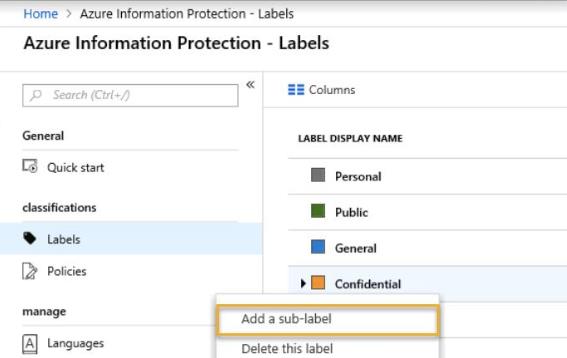 Home > Azure Information Protection - Labels
Azure Information Protection - Labels
Search (Ctrl+/)
General
Quick start
classifications
Labels
Policies
manage
Languages
Columns
LABEL DISPLAY NAME
Personal
Public
General
Confidential
Add a sub-label
Delete this label